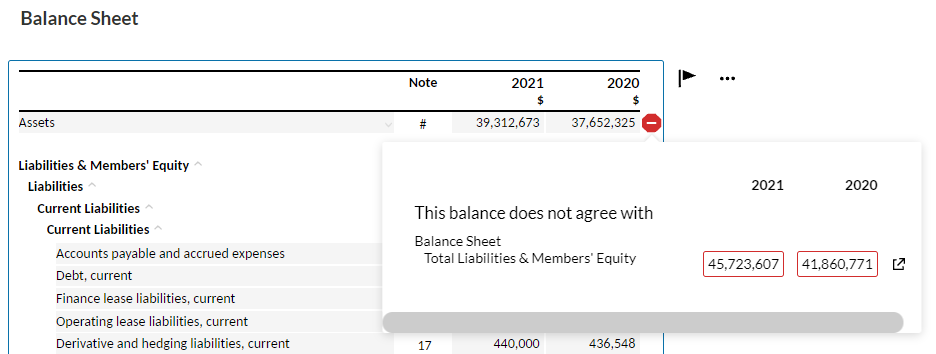 Balance Sheet
Note 2021 2020
$ $
Assets # 39,312,673 37,652,325
Liabilities & Members' Equity
Liabilities
Current Liabilities
Current Liabilities
Accounts payable and accrued expenses
Debt, current
Finance lease liabilities, current
Operating lease liabilities, current
Derivative and hedging liabilities, current 17 440,000 436,548
2021 2020
This balance does not agree with
Balance Sheet
Total Liabilities & Members' Equity 45,723,607 41,860,771